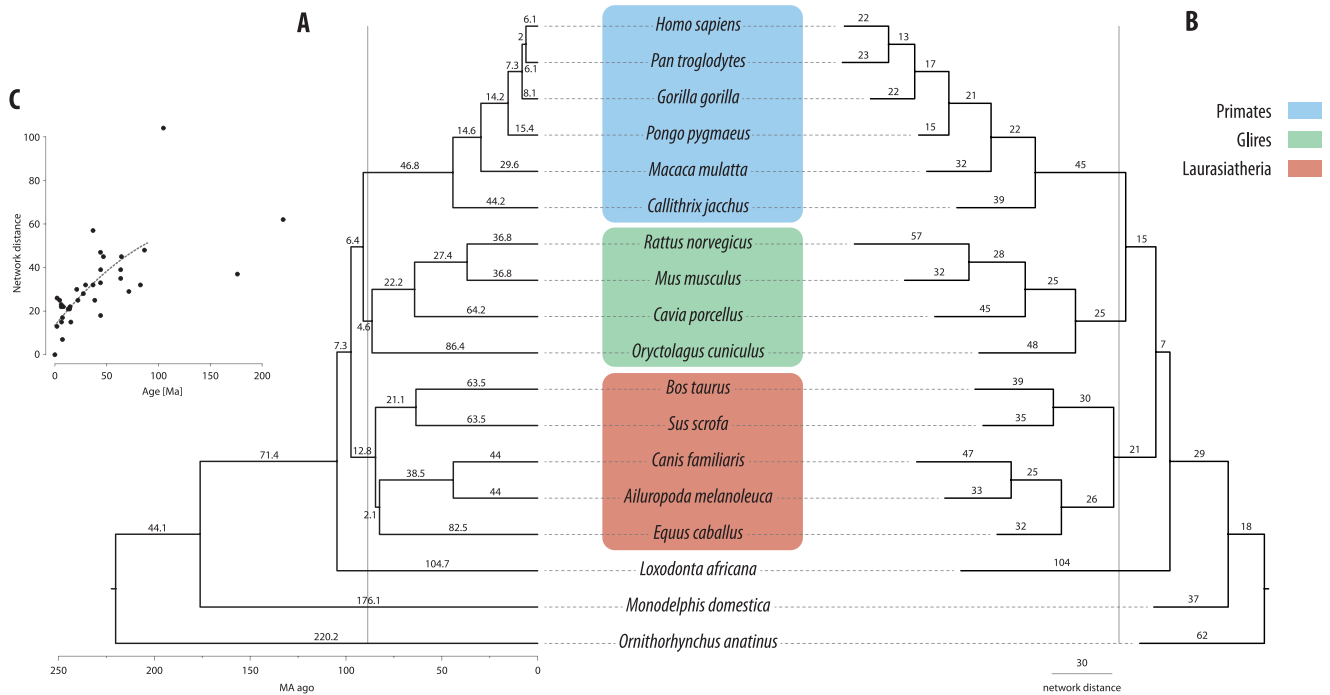 A
B
C
6.1
Homo sapiens
22
2
13
7.3
6.1
Pan troglodytes
23
17
14.2
8.1
Gorilla gorilla
22
21
14.6
15.4
Pongo pygmaeus
15
22
46.8
29.6
Macaca mulatta
32
45
44.2
Callithrix jacchus
39
6.4
36.8
Rattus norvegicus
57
15
27.4
28
22.2
36.8
Mus musculus
32
25
4.6
64.2
Cavia porcellus
45
25
7.3
86.4
Oryctolagus cuniculus
48
7
63.5
Bos taurus
39
21.1
30
63.5
Sus scrofa
35
12.8
21
71.4
44
Canis familiaris
47
29
38.5
25
44
Ailuropoda melanoleuca
33
26
2.1
82.5
Equus caballus
32
44.1
18
104.7
Loxodonta africana
104
176.1
Monodelphis domestica
37
220.2
Ornithorhynchus anatinus
62
250 200 150 100 50 0
MA ago
30
network distance
Primates
Glires
Laurasiatheria
Network distance
100
80
60
40
20
0
0 50 100 150 200
Age [Ma]